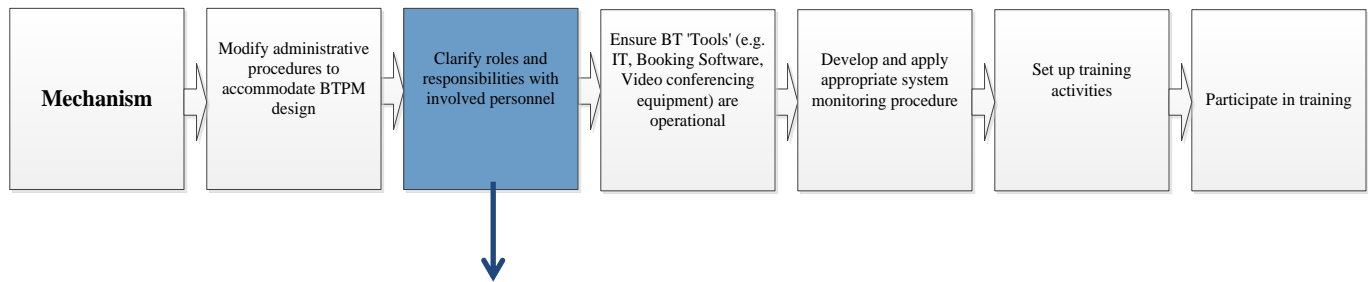 Mechanism
Modify administrative
procedures to
accommodate BTPM
design
Clarify roles and
responsibilities with
involved personnel
Ensure BT 'Tools' (e.g.
IT, Booking Software,
Video conferencing
equipment) are
operational
Develop and apply
appropriate system
monitoring procedure
Set up training
activities
Participate in training